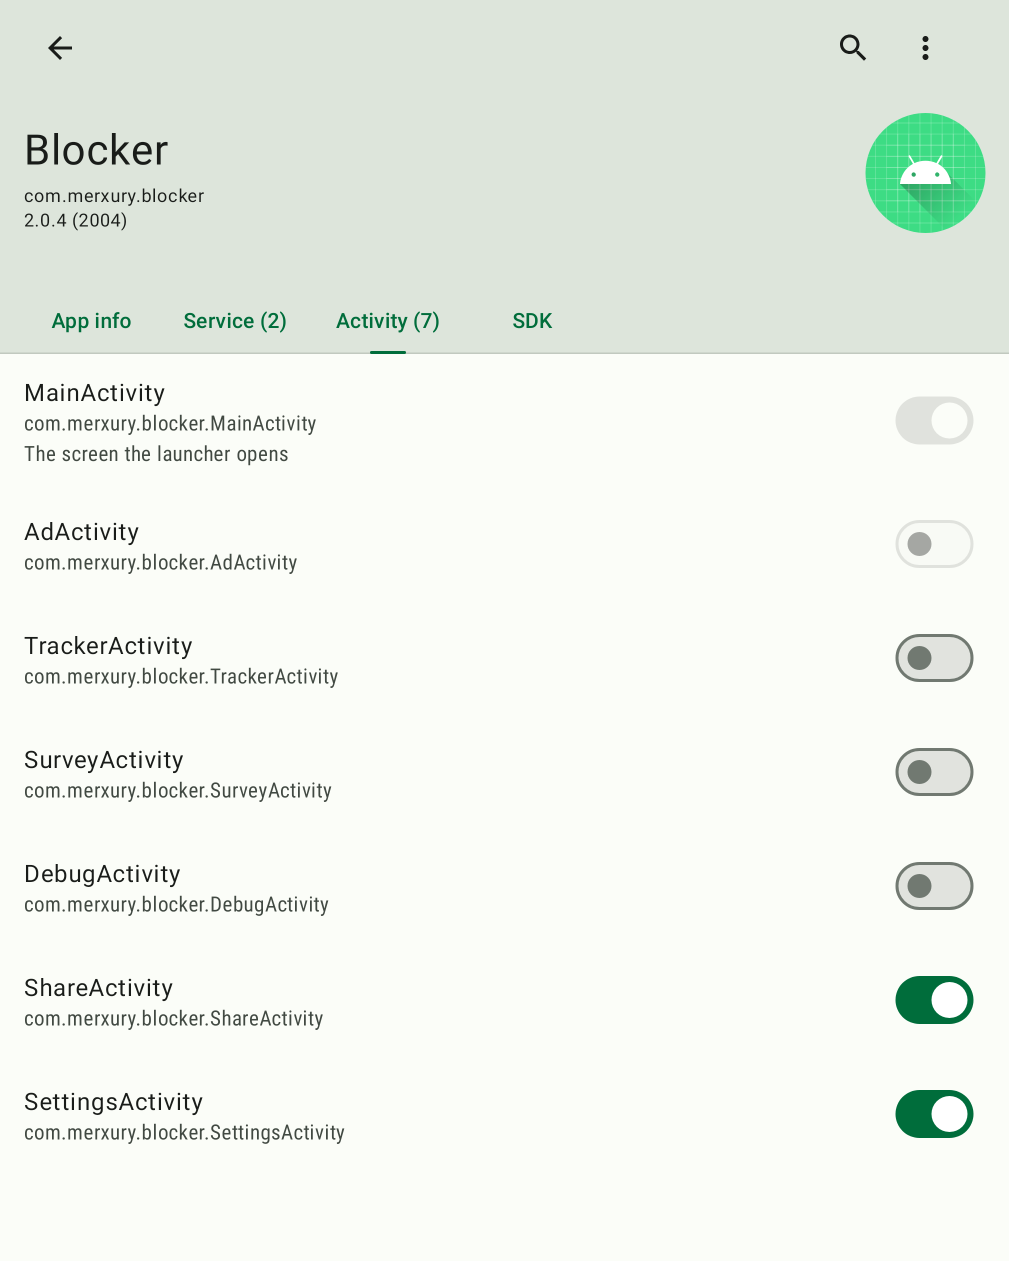 Blocker
com.merxury.blocker
2.0.4 (2004)
App info Service (2) Activity (7) SDK
MainActivity
com.merxury.blocker.MainActivity
The screen the launcher opens
AdActivity
com.merxury.blocker.AdActivity
TrackerActivity
com.merxury.blocker.TrackerActivity
SurveyActivity
com.merxury.blocker.SurveyActivity
DebugActivity
com.merxury.blocker.DebugActivity
ShareActivity
com.merxury.blocker.ShareActivity
SettingsActivity
com.merxury.blocker.SettingsActivity